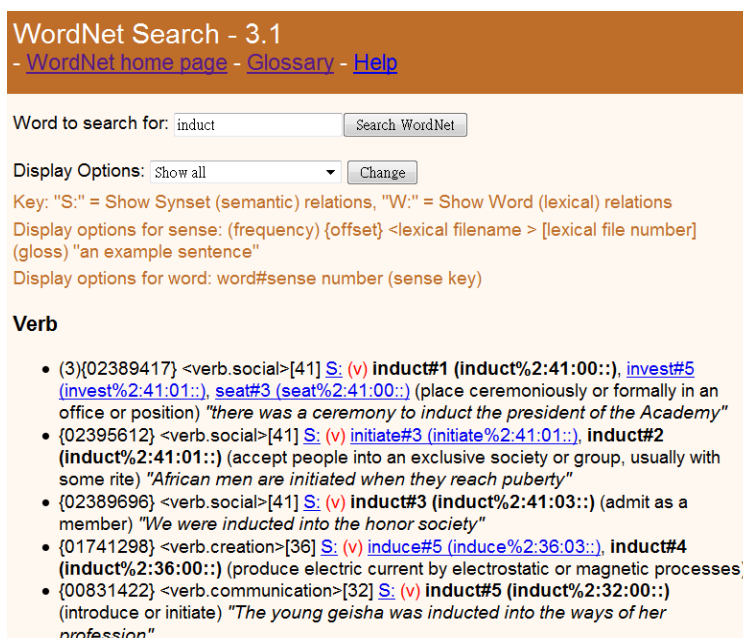 WordNet Search - 3.1
- WordNet home page - Glossary - Help
Word to search for: induct Search WordNet
Display Options: Show all Change
Key: "S:" = Show Synset (semantic) relations, "W:" = Show Word (lexical) relations
Display options for sense: (frequency) {offset} <lexical filename > [lexical file number]
(gloss) "an example sentence"
Display options for word: word#sense number (sense key)
Verb
• (3){02389417} <verb.social>[41] S: (v) induct#1 (induct%2:41:00::), invest#5
(invest%2:41:01::), seat#3 (seat%2:41:00::) (place ceremoniously or formally in an
office or position) "there was a ceremony to induct the president of the Academy"
• {02395612} <verb.social>[41] S: (v) initiate#3 (initiate%2:41:01::), induct#2
(induct%2:41:01::) (accept people into an exclusive society or group, usually with
some rite) "African men are initiated when they reach puberty"
• {02389696} <verb.social>[41] S: (v) induct#3 (induct%2:41:03::) (admit as a
member) "We were inducted into the honor society"
• {01741298} <verb.creation>[36] S: (v) induce#5 (induce%2:36:03::), induct#4
(induct%2:36:00::) (produce electric current by electrostatic or magnetic processes)
• {00831422} <verb.communication>[32] S: (v) induct#5 (induct%2:32:00::)
(introduce or initiate) "The young geisha was inducted into the ways of her
profession"